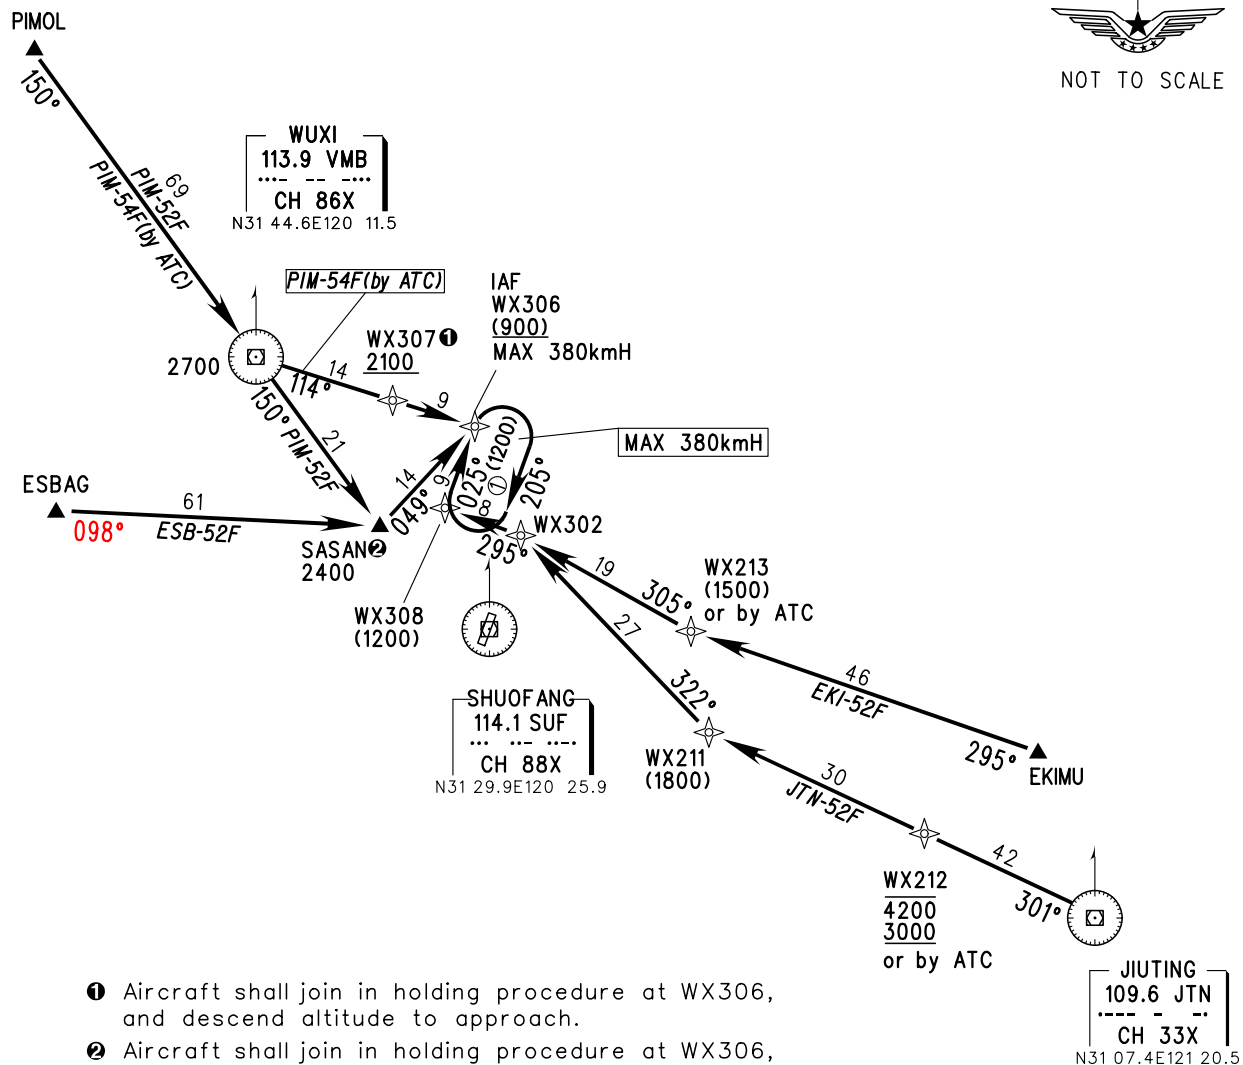 PIMOL
NOT TO SCALE
150°
69
PIM-52F
PIM-54F(by ATC)
WUXI
113.9 VMB
CH 86X
N31 44.6E120 11.5
PIM-54F(by ATC)
IAF
WX306
(900)
MAX 380kmH
WX307❶
2100
2700
14
114°
9
150° PIM-52F
21
MAX 380kmH
ESBAG
61
098°
ESB-52F
14
049°
9
025°
8 ① (1200)
205°
SASAN❷
2400
WX302
295°
WX308
(1200)
19
305°
WX213
(1500)
or by ATC
27
322°
46
EKI-52F
295°
EKIMU
SHUOFANG
114.1 SUF
CH 88X
N31 29.9E120 25.9
WX211
(1800)
30
JTN-52F
42
301°
WX212
4200
3000
or by ATC
JIUTING
109.6 JTN
CH 33X
N31 07.4E121 20.5
❶ Aircraft shall join in holding procedure at WX306,
and descend altitude to approach.
❷ Aircraft shall join in holding procedure at WX306,